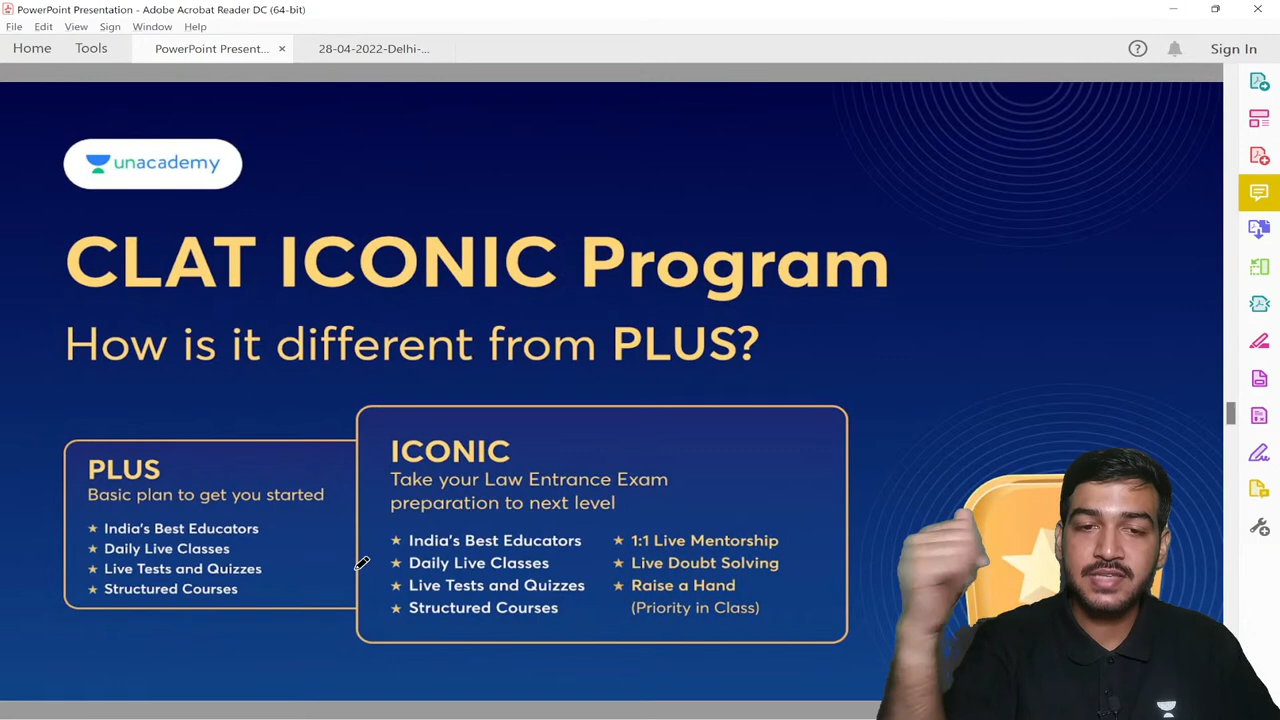 PowerPoint Presentation - Adobe Acrobat Reader DC (64-bit)
File Edit View Sign Window Help
Home Tools PowerPoint Present... × 28-04-2022-Delhi-... Sign In
unacademy
CLAT ICONIC Program
How is it different from PLUS?
PLUS
Basic plan to get you started
★ India's Best Educators
★ Daily Live Classes
★ Live Tests and Quizzes
★ Structured Courses
ICONIC
Take your Law Entrance Exam
preparation to next level
★ India's Best Educators
★ Daily Live Classes
★ Live Tests and Quizzes
★ Structured Courses
★ 1:1 Live Mentorship
★ Live Doubt Solving
★ Raise a Hand
(Priority in Class)